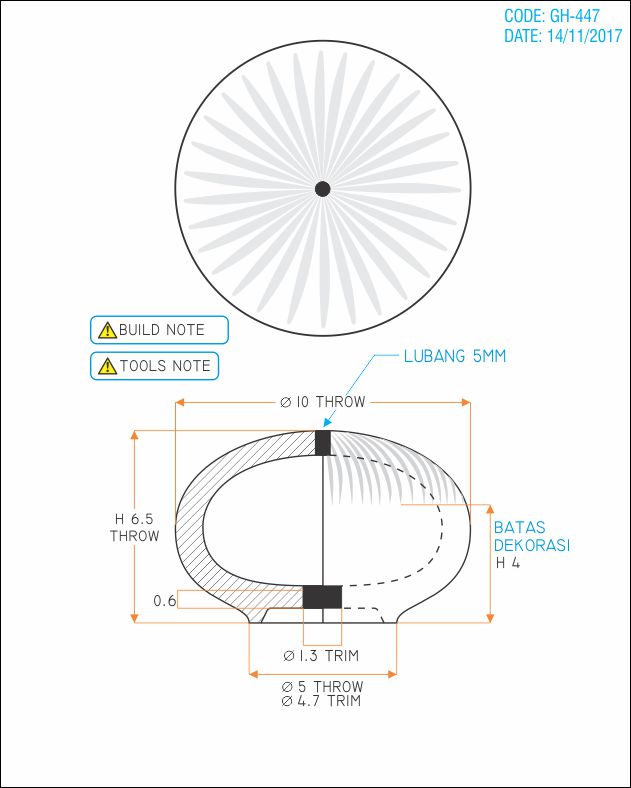 CODE: GH-447
DATE: 14/11/2017
BUILD NOTE
TOOLS NOTE
LUBANG 5MM
Ø 10 THROW
H 6.5
THROW
BATAS
DEKORASI
H 4
0.6
Ø 1.3 TRIM
Ø 5 THROW
Ø 4.7 TRIM